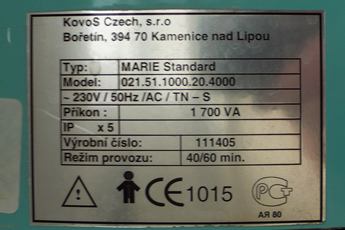 KovoS Czech, s.r.o
Bořetín, 394 70 Kamenice nad Lipou
Typ: MARIE Standard
Model: 021.51.1000.20.4000
~ 230V / 50Hz /AC / TN – S
Příkon : 1 700 VA
IP x 5
Výrobní číslo: 111405
Režim provozu: 40/60 min.
CE 1015
АЯ 80